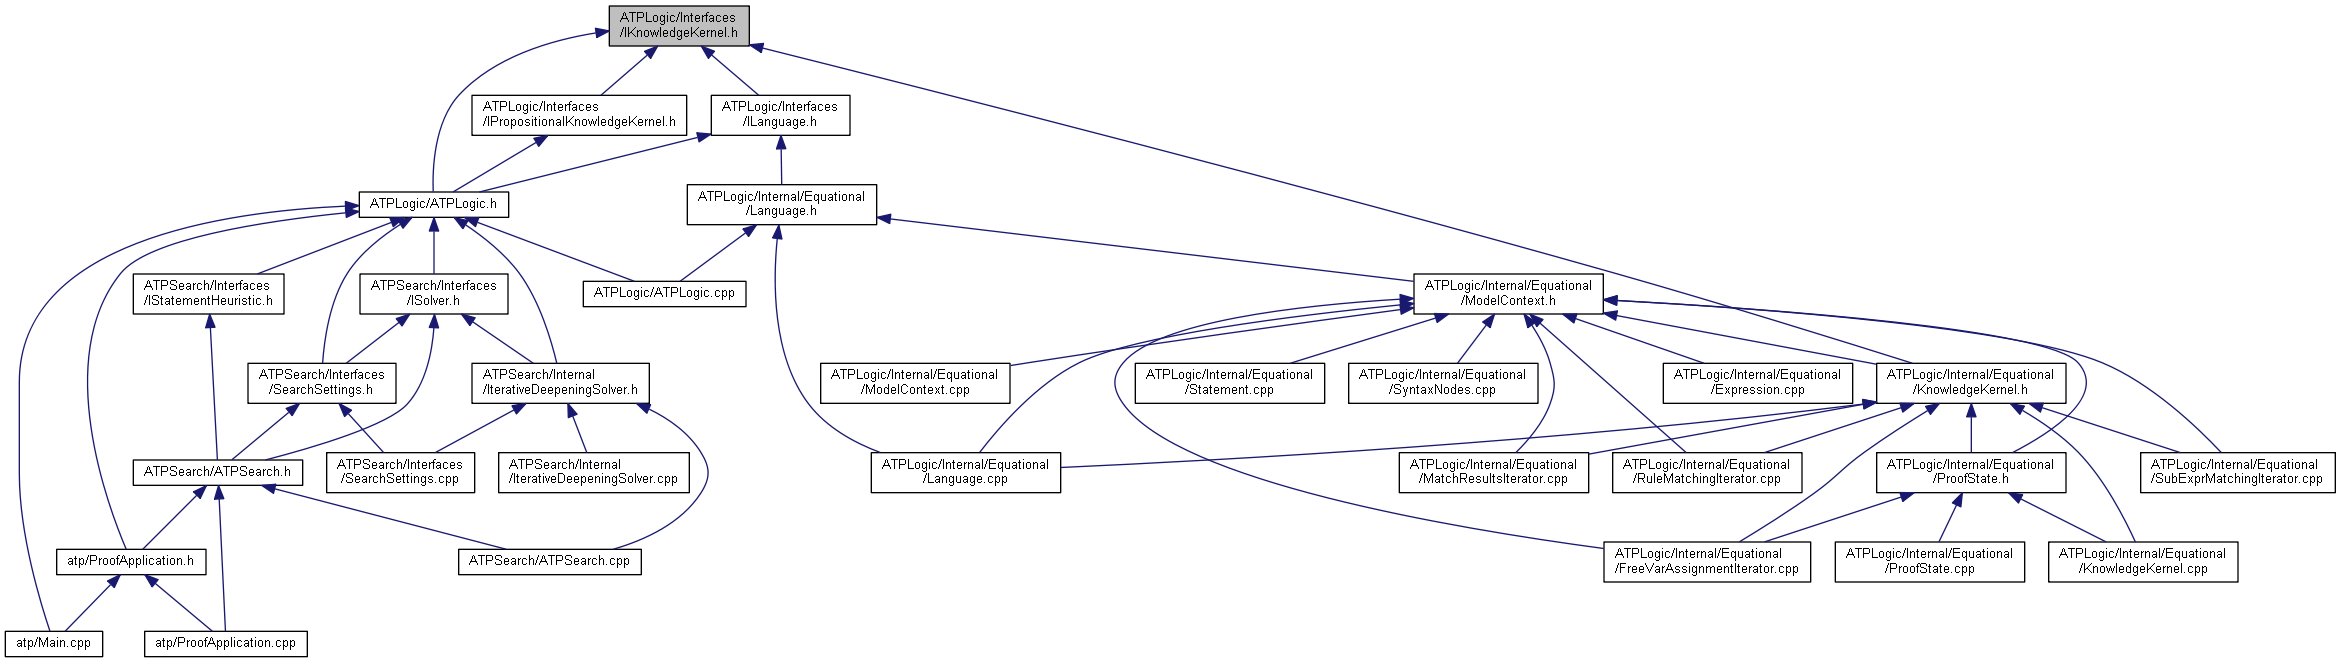 ATPLogic/Interfaces
/IKnowledgeKernel.h
ATPLogic/Interfaces
/IPropositionalKnowledgeKernel.h
ATPLogic/Interfaces
/ILanguage.h
ATPLogic/ATPLogic.h
ATPLogic/Internal/Equational
/Language.h
ATPSearch/Interfaces
/IStatementHeuristic.h
ATPSearch/Interfaces
/ISolver.h
ATPLogic/ATPLogic.cpp
ATPLogic/Internal/Equational
/ModelContext.h
ATPSearch/Interfaces
/SearchSettings.h
ATPSearch/Internal
/IterativeDeepeningSolver.h
ATPLogic/Internal/Equational
/ModelContext.cpp
ATPLogic/Internal/Equational
/Statement.cpp
ATPLogic/Internal/Equational
/SyntaxNodes.cpp
ATPLogic/Internal/Equational
/Expression.cpp
ATPLogic/Internal/Equational
/KnowledgeKernel.h
ATPSearch/ATPSearch.h
ATPSearch/Interfaces
/SearchSettings.cpp
ATPSearch/Internal
/IterativeDeepeningSolver.cpp
ATPLogic/Internal/Equational
/Language.cpp
ATPLogic/Internal/Equational
/MatchResultsIterator.cpp
ATPLogic/Internal/Equational
/RuleMatchingIterator.cpp
ATPLogic/Internal/Equational
/ProofState.h
ATPLogic/Internal/Equational
/SubExprMatchingIterator.cpp
atp/ProofApplication.h
ATPSearch/ATPSearch.cpp
ATPLogic/Internal/Equational
/FreeVarAssignmentIterator.cpp
ATPLogic/Internal/Equational
/ProofState.cpp
ATPLogic/Internal/Equational
/KnowledgeKernel.cpp
atp/Main.cpp
atp/ProofApplication.cpp